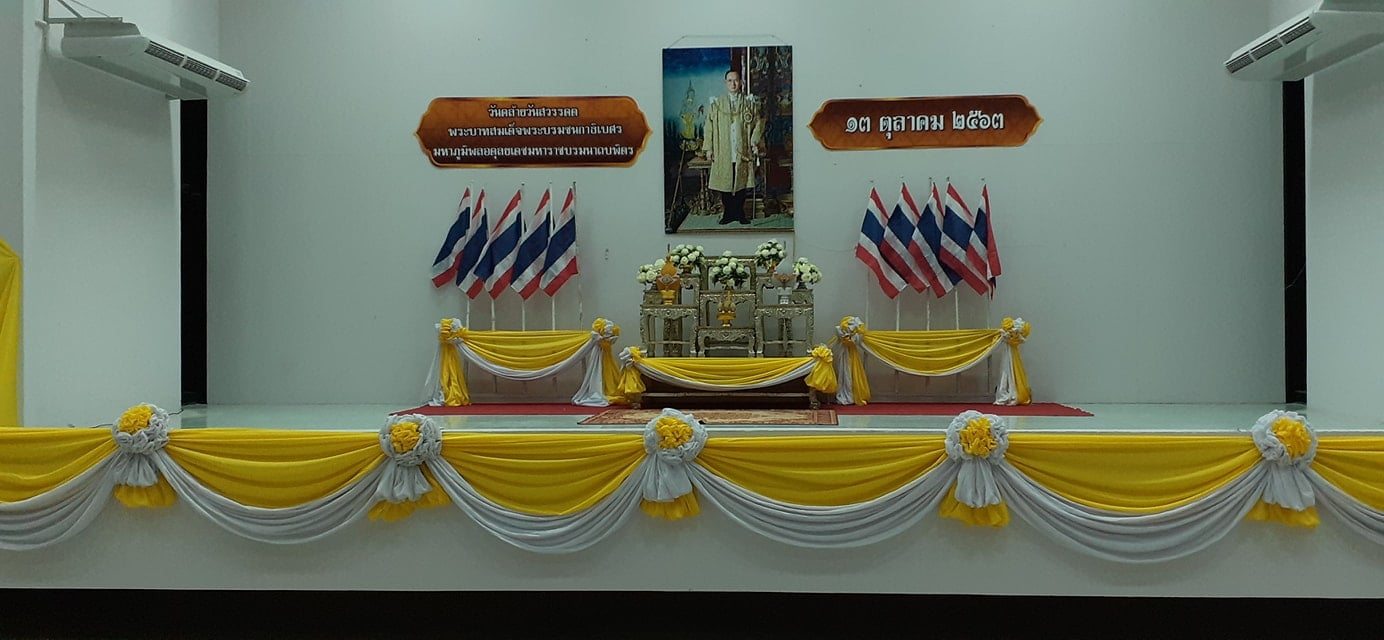 วันคล้ายวันสวรรคต
พระบาทสมเด็จพระบรมชนกาธิเบศร
มหาภูมิพลอดุลยเดชมหาราชบรมนาถบพิตร
๑๓ ตุลาคม ๒๕๖๓